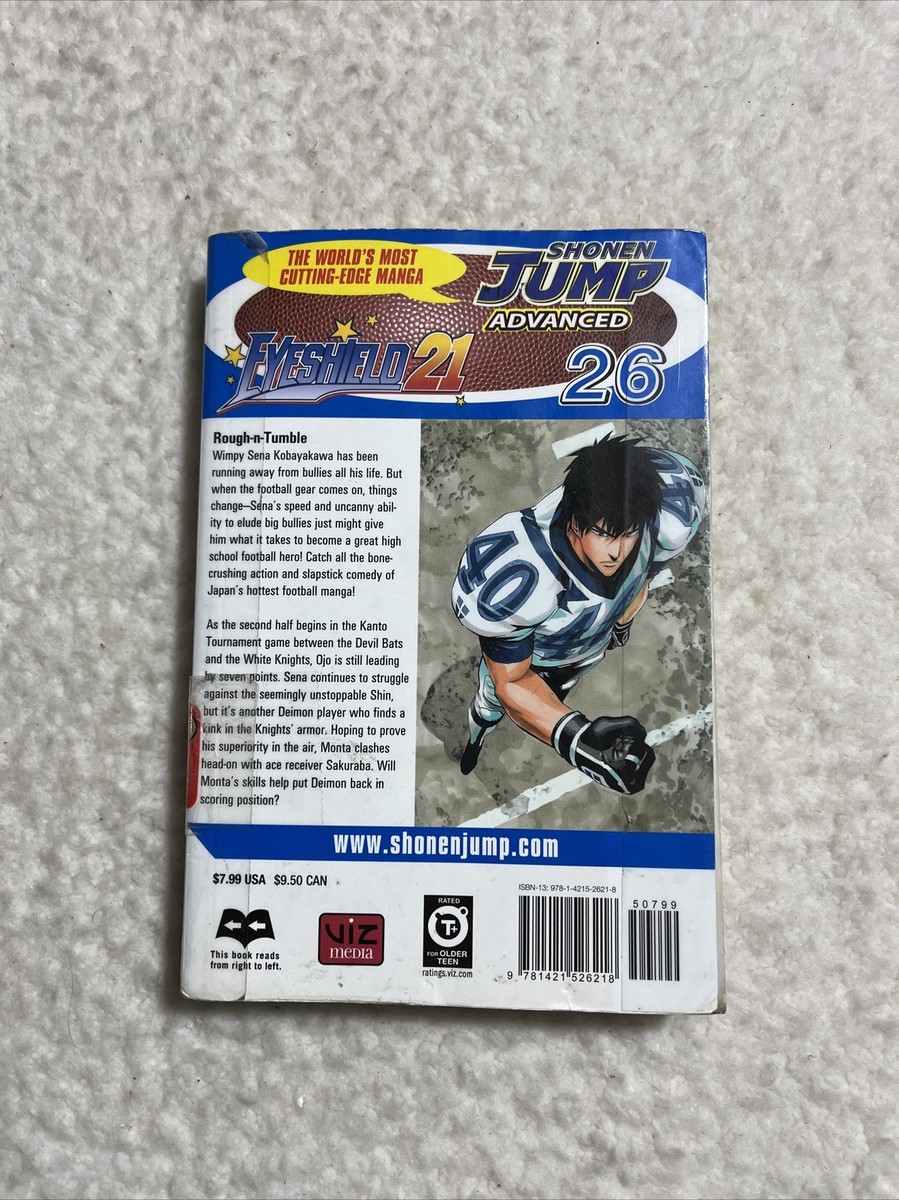 THE WORLD'S MOST
CUTTING-EDGE MANGA
SHONEN
JUMP
ADVANCED
EYESHIELD 21
26
Rough-n-Tumble
Wimpy Sena Kobayakawa has been
running away from bullies all his life. But
when the football gear comes on, things
change—Sena's speed and uncanny abil-
ity to elude big bullies just might give
him what it takes to become a great high
school football hero! Catch all the bone-
crushing action and slapstick comedy of
Japan's hottest football manga!
As the second half begins in the Kanto
Tournament game between the Devil Bats
and the White Knights, Ojo is still leading
by seven points. Sena continues to struggle
against the seemingly unstoppable Shin,
but it's another Deimon player who finds a
kink in the Knights' armor. Hoping to prove
his superiority in the air, Monta clashes
head-on with ace receiver Sakuraba. Will
Monta's skills help put Deimon back in
scoring position?
40
www.shonenjump.com
$7.99 USA $9.50 CAN
This book reads
from right to left.
VIZ
MEDIA
RATED
T+
FOR OLDER
TEEN
ratings.viz.com
ISBN-13: 978-1-4215-2621-8
50799
9 781421 526218